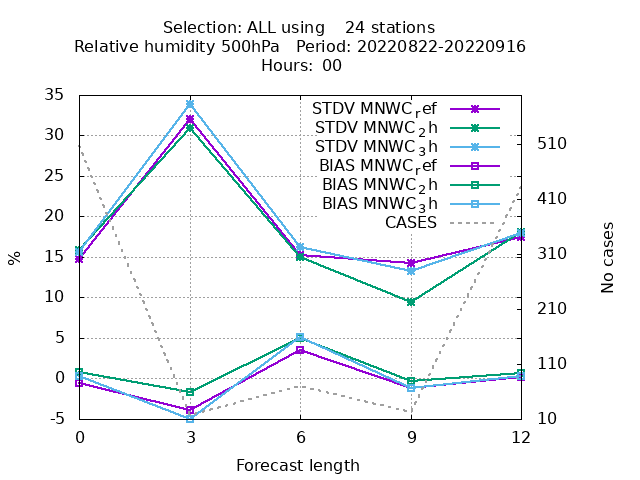 Selection: ALL using    24 stations
Relative humidity 500hPa   Period: 20220822-20220916
Hours: 00
STDV MNWC_ref
STDV MNWC_2h
STDV MNWC_3h
BIAS MNWC_ref
BIAS MNWC_2h
BIAS MNWC_3h
CASES
35
30
25
20
15
10
5
0
-5
%
510
410
310
210
110
10
No cases
0 3 6 9 12
Forecast length